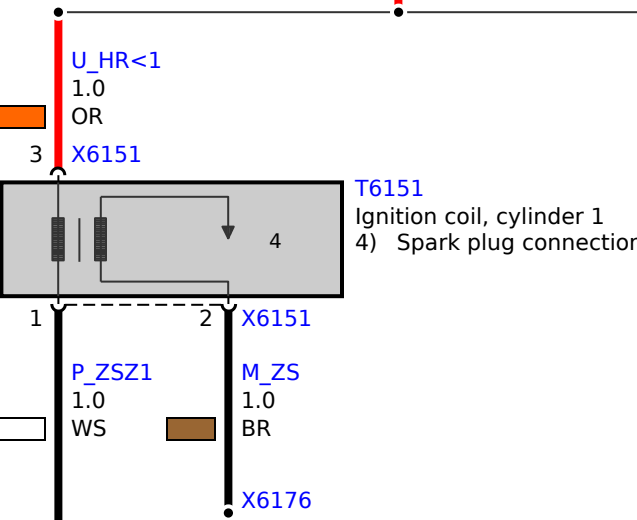 U_HR<1
1.0
OR
3 X6151
T6151
Ignition coil, cylinder 1
4) Spark plug connection
4
1 2 X6151
P_ZSZ1 M_ZS
1.0 1.0
WS BR
X6176